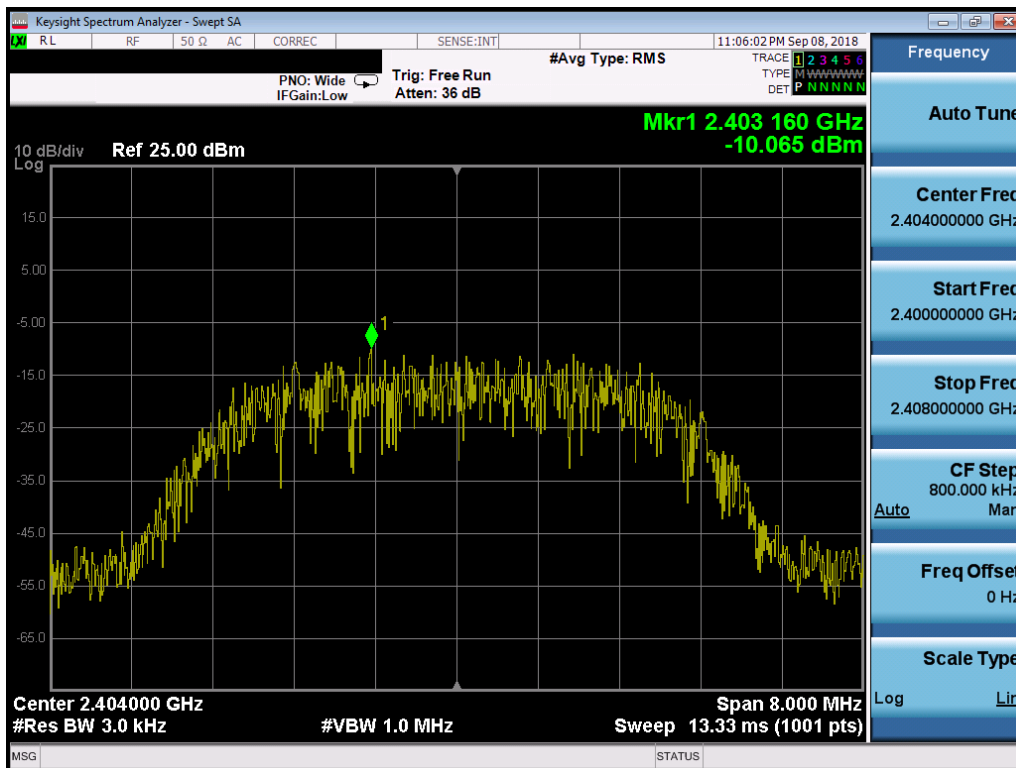 Keysight Spectrum Analyzer - Swept SA
LXI RL RF 50 Ω AC CORREC SENSE:INT 11:06:02 PM Sep 08, 2018
#Avg Type: RMS
TRACE 1 2 3 4 5 6
PNO: Wide Trig: Free Run TYPE M W W W W W
IFGain:Low Atten: 36 dB DET P N N N N N
Mkr1 2.403 160 GHz
-10.065 dBm
10 dB/div Ref 25.00 dBm
Log
15.0
5.00
-5.00
1
-15.0
-25.0
-35.0
-45.0
-55.0
-65.0
Center 2.404000 GHz Span 8.000 MHz
#Res BW 3.0 kHz #VBW 1.0 MHz Sweep 13.33 ms (1001 pts)
MSG STATUS
Frequency
Auto Tune
Center Freq
2.404000000 GHz
Start Freq
2.400000000 GHz
Stop Freq
2.408000000 GHz
CF Step
800.000 kHz
Auto Man
Freq Offset
0 Hz
Scale Type
Log Lin